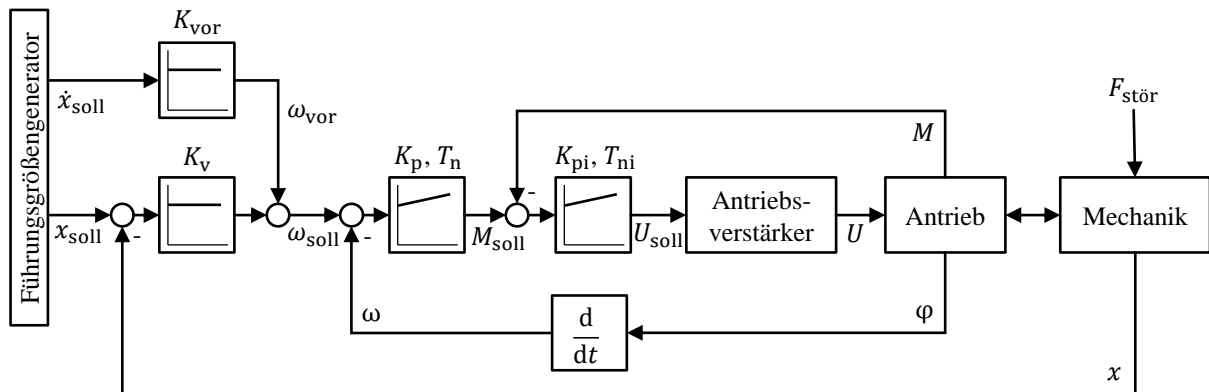 Führungsgrößengenerator
K_vor
ẋ_soll
ω_vor
F_stör
M
K_v
K_p, T_n
K_pi, T_ni
x_soll
-
ω_soll
-
M_soll
-
U_soll
Antriebs-
verstärker
U
Antrieb
Mechanik
ω
d
dt
φ
x